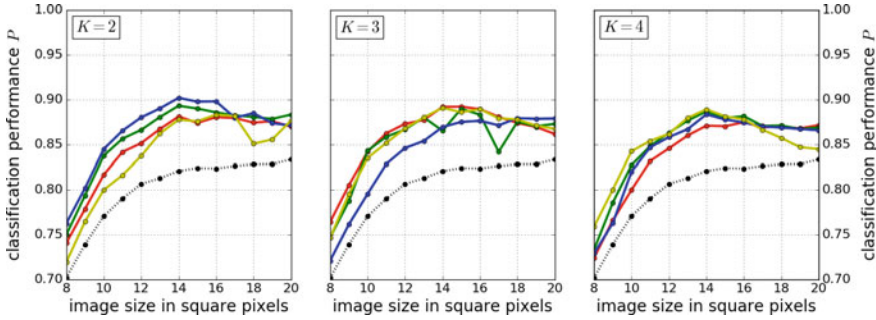 1.00
0.95
0.90
0.85
0.80
0.75
0.70
classification performance P
K = 2
8 10 12 14 16 18 20
image size in square pixels
K = 3
8 10 12 14 16 18 20
image size in square pixels
K = 4
8 10 12 14 16 18 20
image size in square pixels
1.00
0.95
0.90
0.85
0.80
0.75
0.70
classification performance P